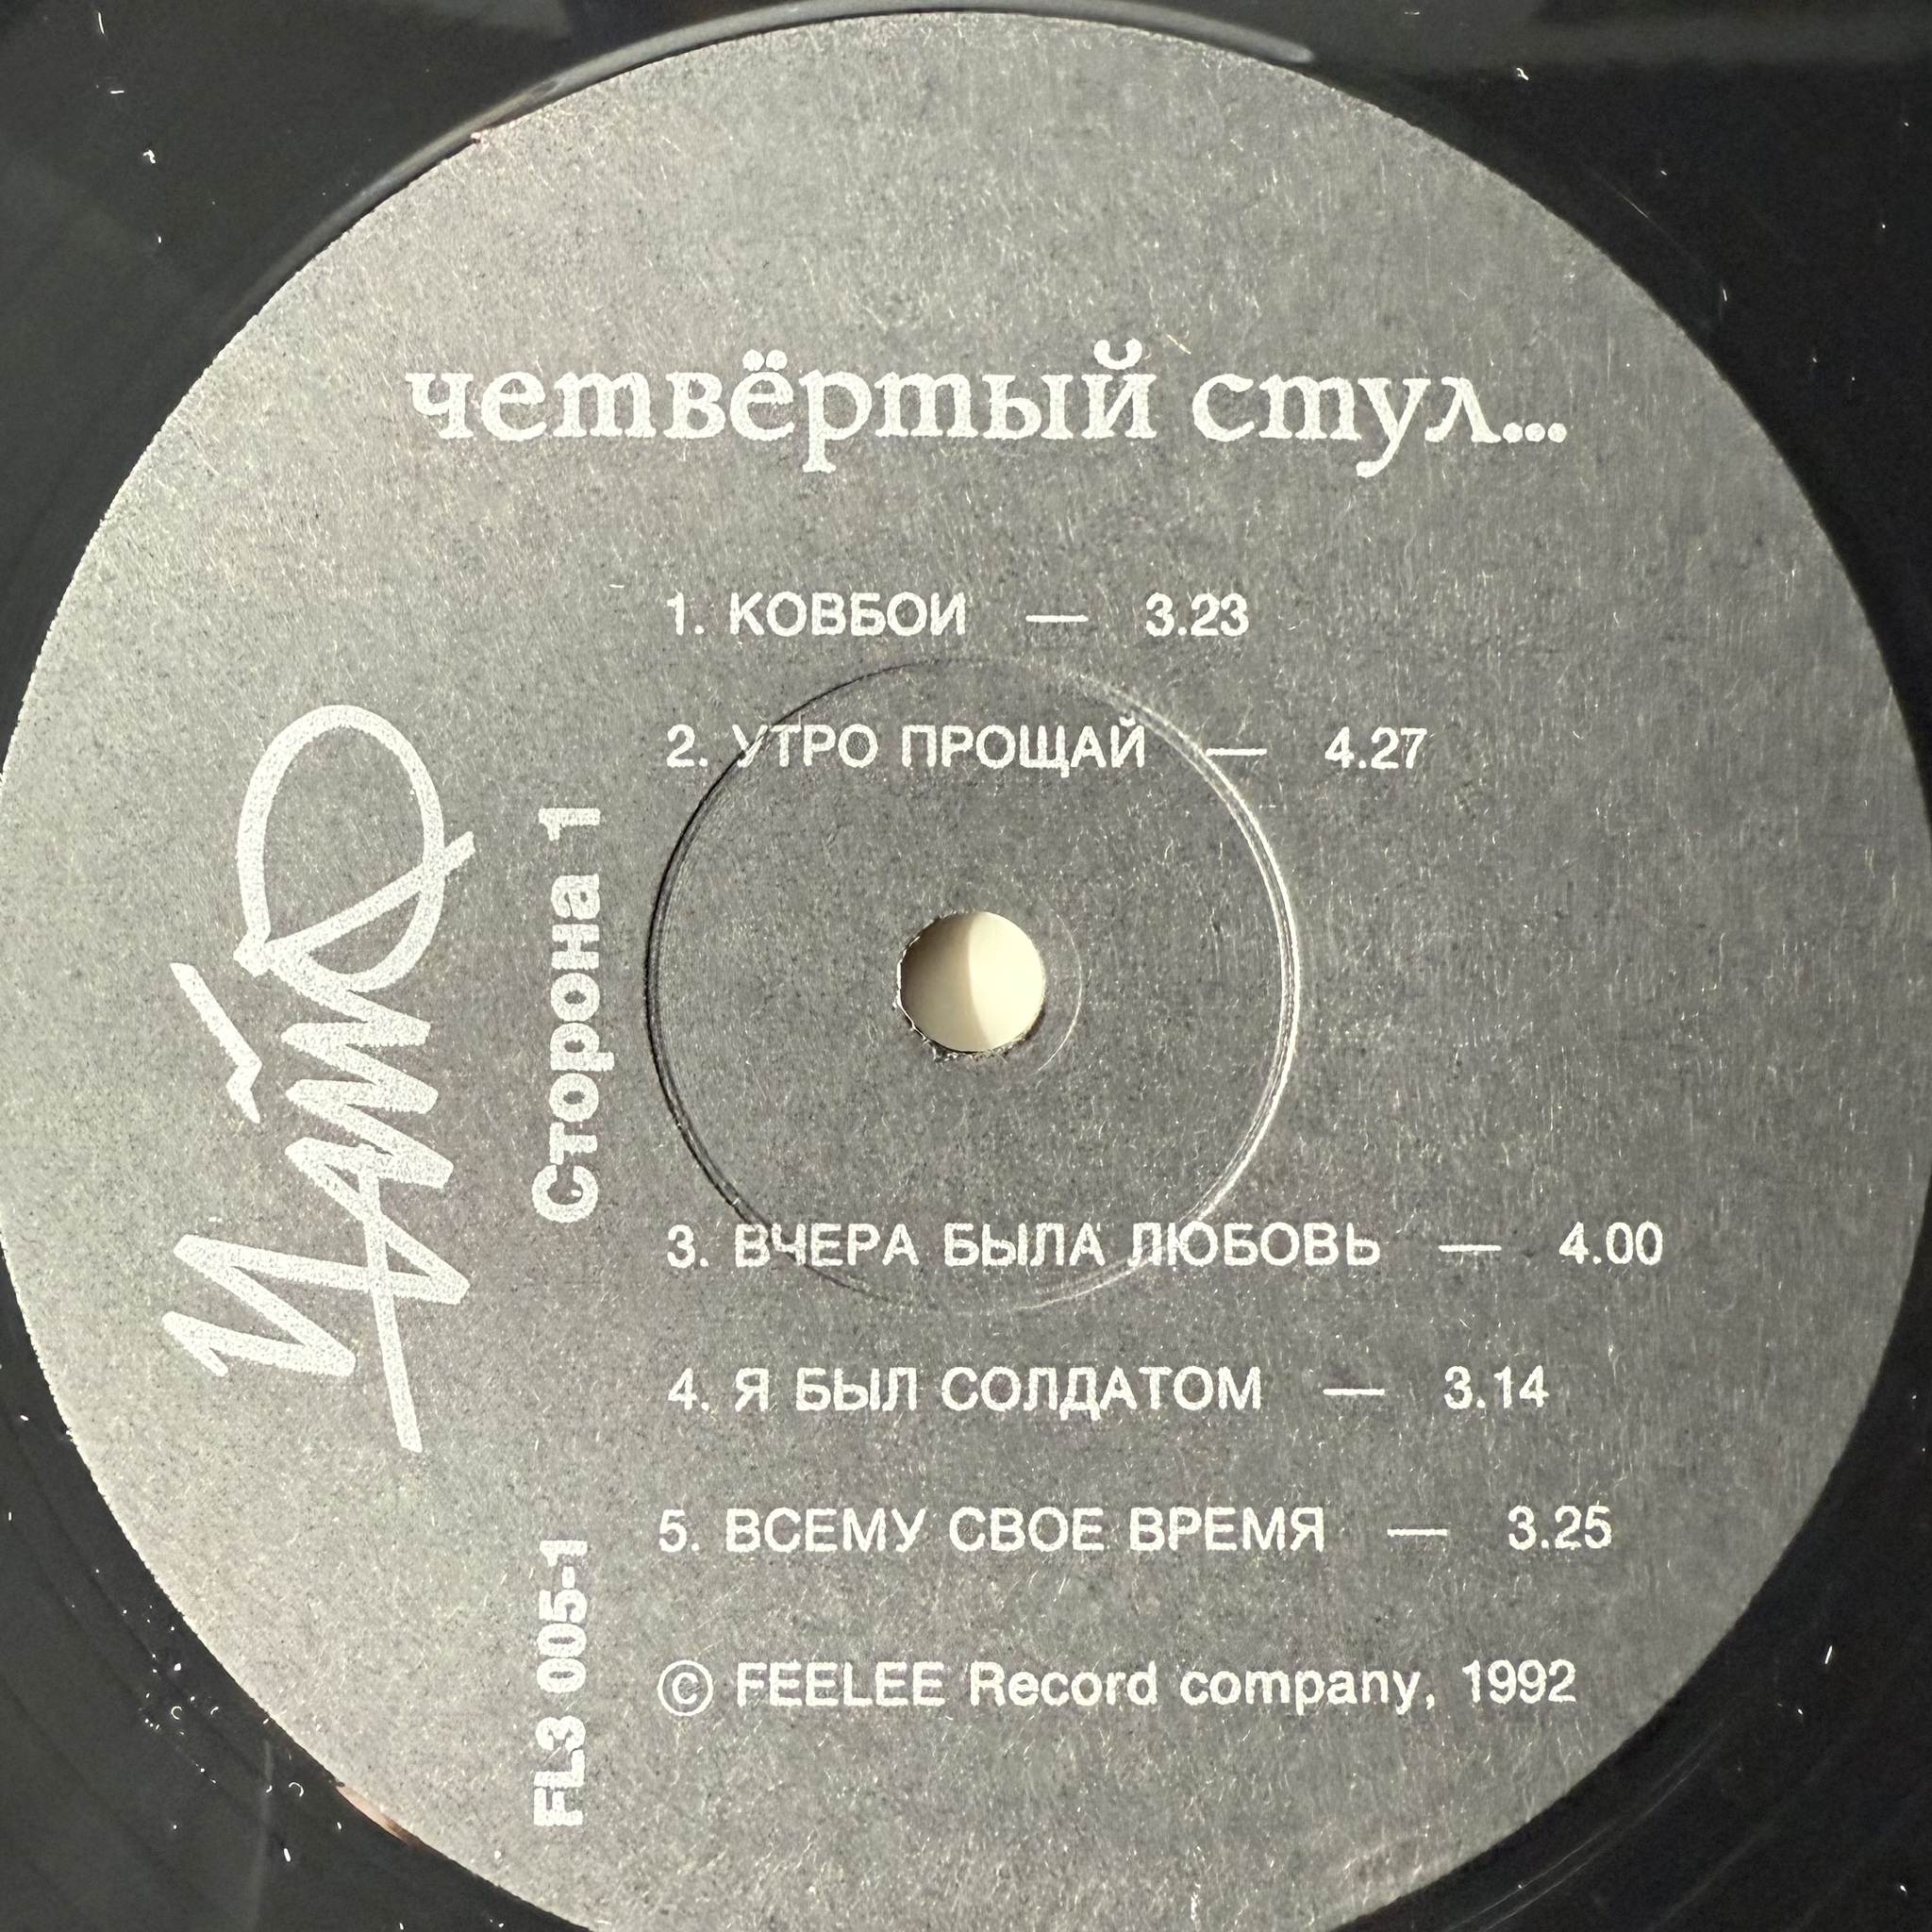 четвёртый стул...
1. КОВБОИ — 3.23
2. УТРО ПРОЩАЙ — 4.27
Сторона 1
3. ВЧЕРА БЫЛА ЛЮБОВЬ — 4.00
4. Я БЫЛ СОЛДАТОМ — 3.14
5. ВСЕМУ СВОЕ ВРЕМЯ — 3.25
FL3 005-1
© FEELEE Record company, 1992